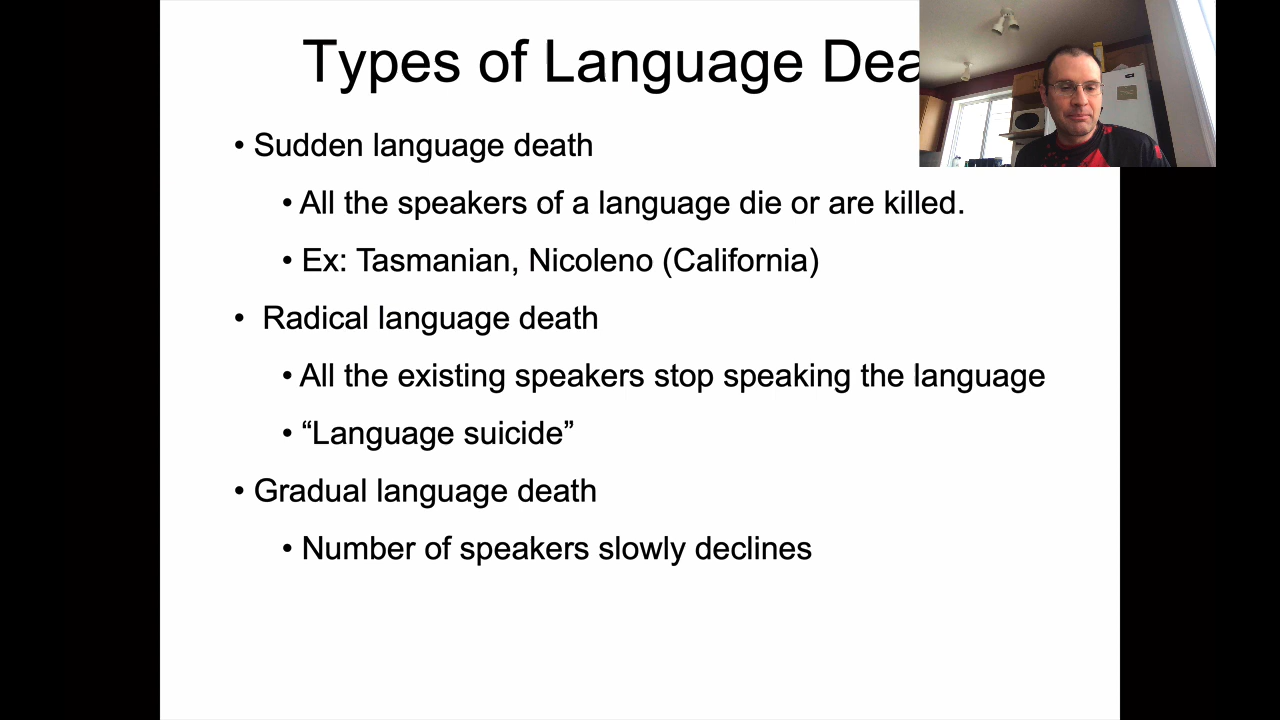 Types of Language Dea
• Sudden language death
• All the speakers of a language die or are killed.
• Ex: Tasmanian, Nicoleno (California)
• Radical language death
• All the existing speakers stop speaking the language
• “Language suicide”
• Gradual language death
• Number of speakers slowly declines